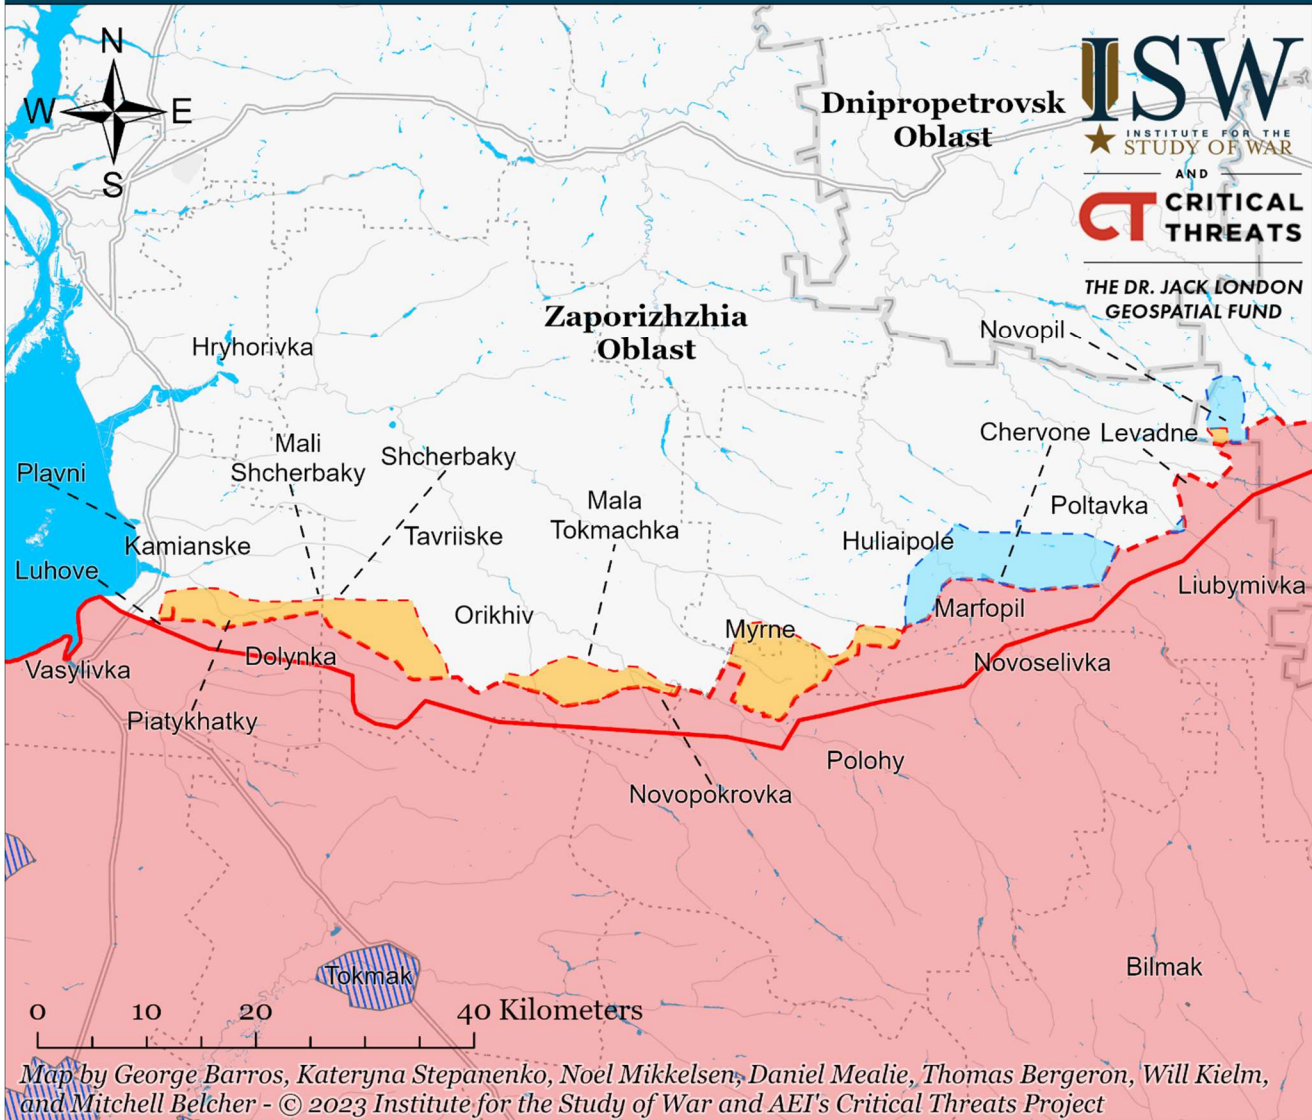 N
W E
S
Dnipropetrovsk
Oblast
ISW
INSTITUTE FOR THE
STUDY OF WAR
AND
CT CRITICAL
THREATS
THE DR. JACK LONDON
GEOSPATIAL FUND
Zaporizhzhia
Oblast
Novopil
Hryhorivka
Mali
Shcherbaky
Shcherbaky
Chervone
Levadne
Plavni
Mala
Tokmachka
Poltavka
Tavriiske
Huliaipole
Kamianske
Luhove
Liubymivka
Orikhiv
Marfopil
Myrne
Dolynka
Novoselivka
Vasylivka
Piatykhatky
Polohy
Novopokrovka
Bilmak
Tokmak
0 10 20 40 Kilometers
Map by George Barros, Kateryna Stepanenko, Noel Mikkelsen, Daniel Mealie, Thomas Bergeron, Will Kielm,
and Mitchell Belcher - © 2023 Institute for the Study of War and AEI's Critical Threats Project